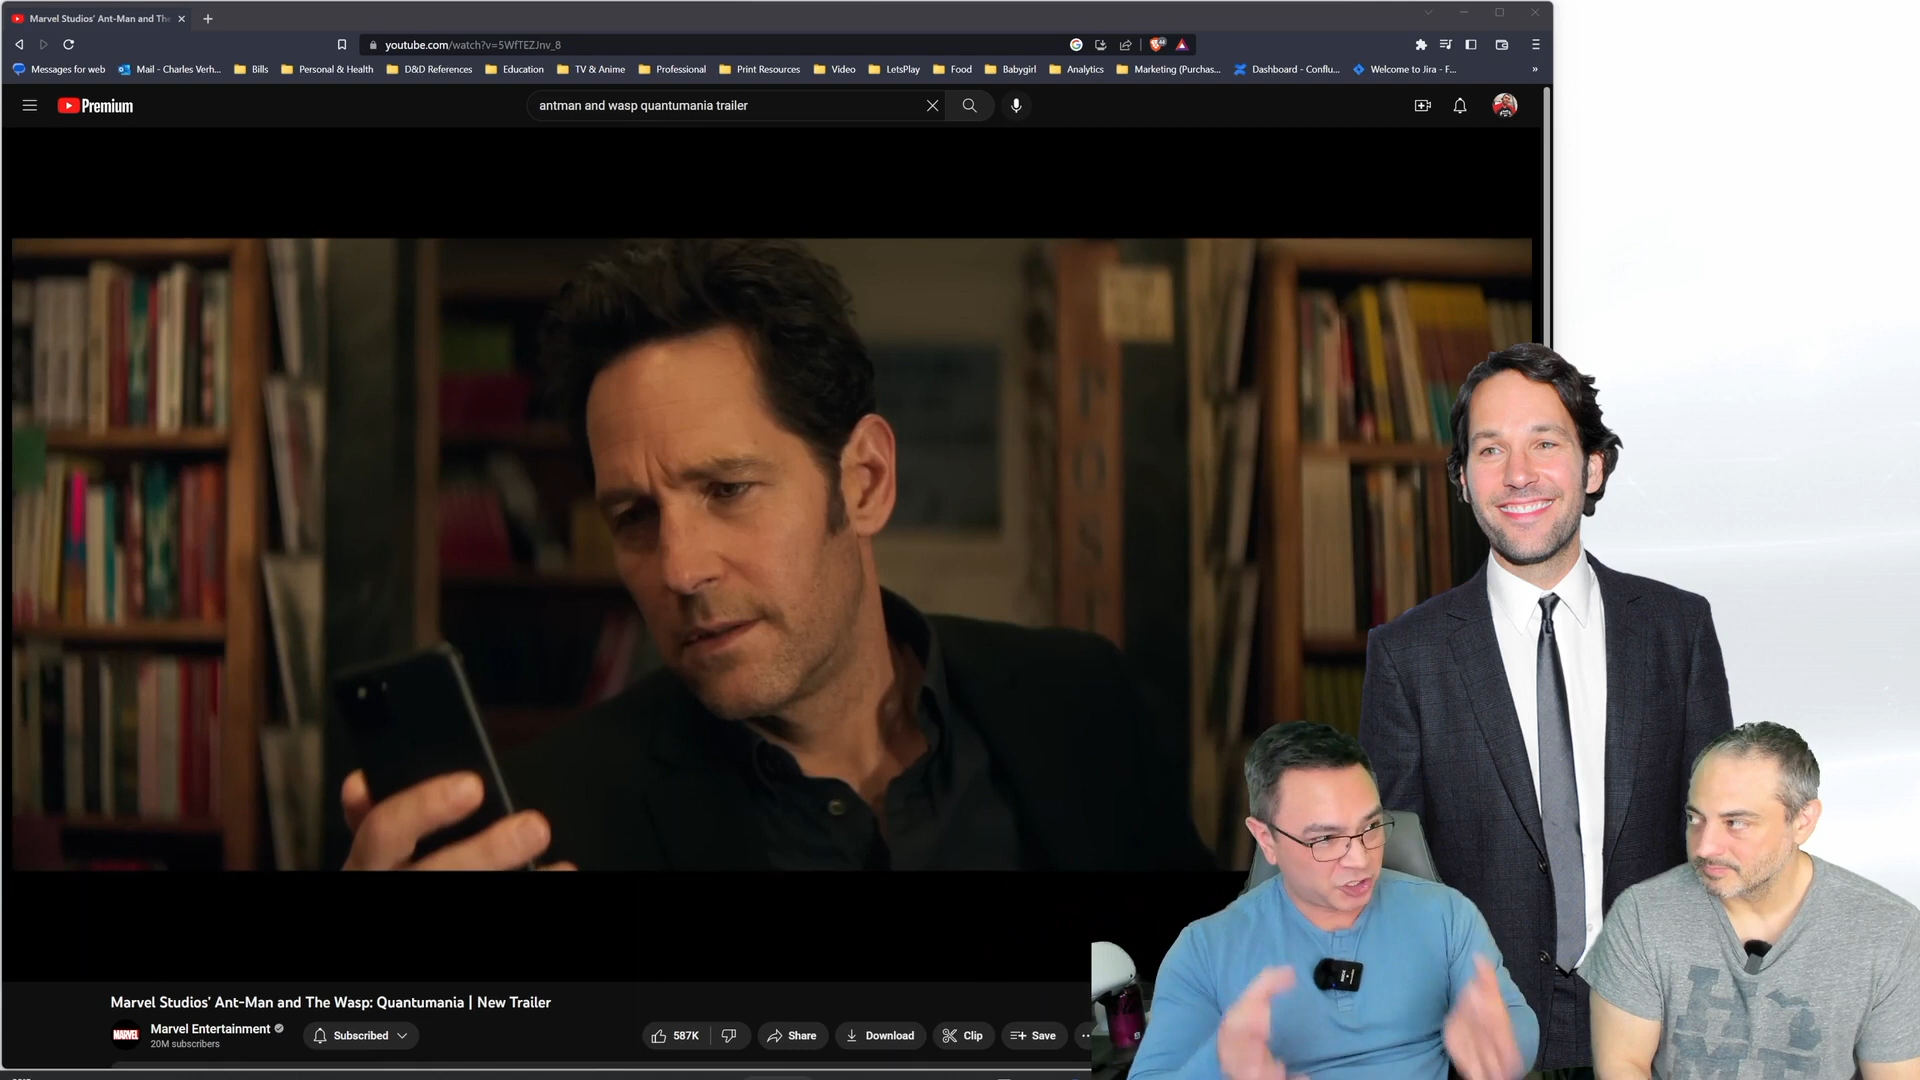 Marvel Studios' Ant-Man and The
youtube.com/watch?v=5WfTEZJnv_8
Messages for web
Mail - Charles Verh...
Bills
Personal & Health
D&D References
Education
TV & Anime
Professional
Print Resources
Video
LetsPlay
Food
Babygirl
Analytics
Marketing (Purchas...
Dashboard - Conflu...
Welcome to Jira - F...
»
Premium
antman and wasp quantumania trailer
POST
Marvel Studios' Ant-Man and The Wasp: Quantumania | New Trailer
MARVEL
Marvel Entertainment
20M subscribers
Subscribed
587K
Share
Download
Clip
Save